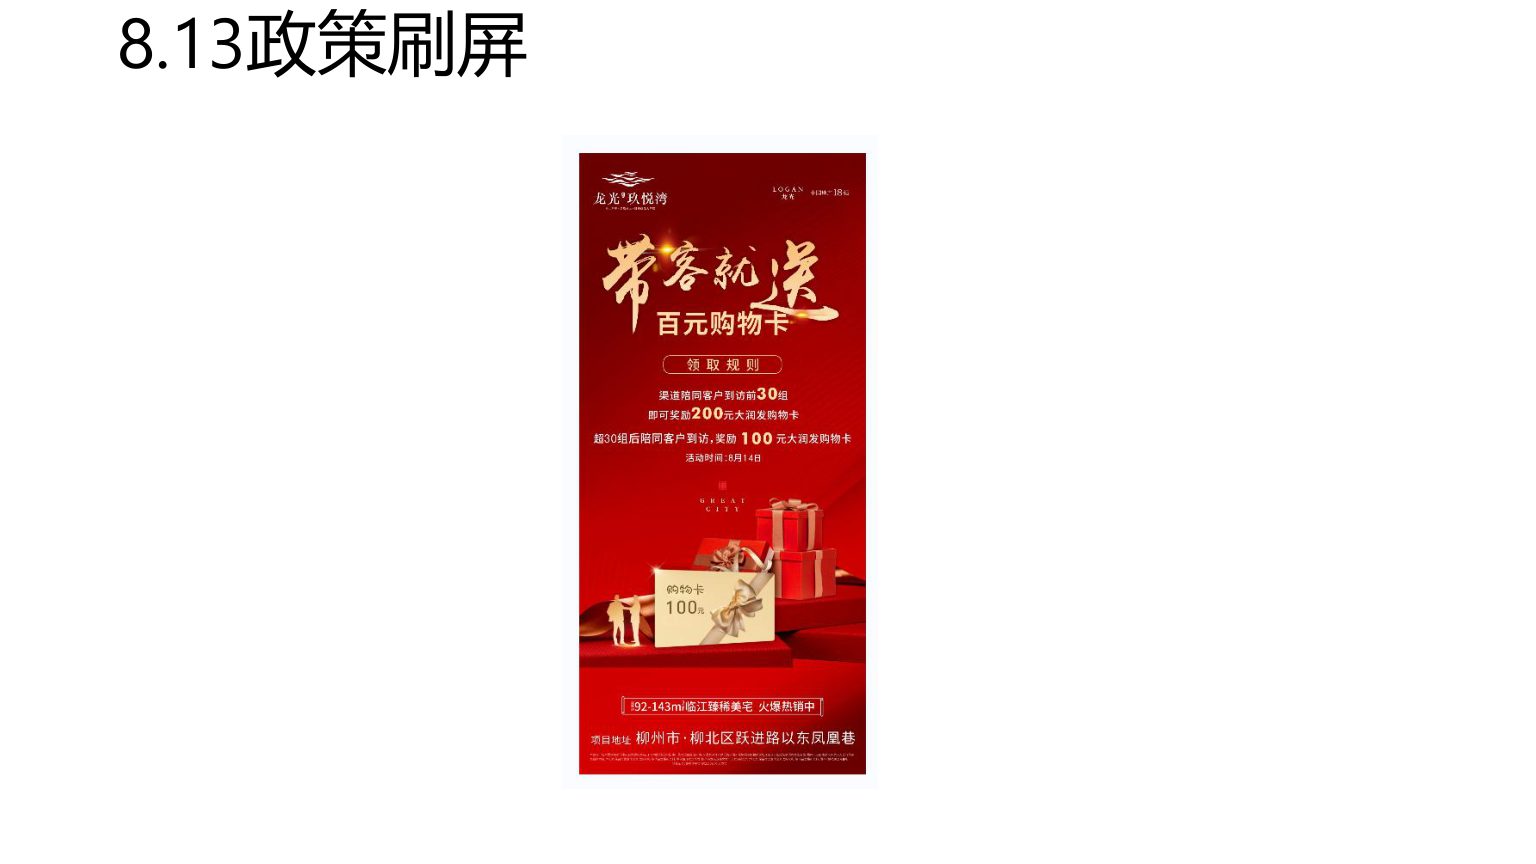 8.13政策刷屏
龙光玖悦湾
LOGAN
龙光
18强
带客就送
百元购物卡
领取规则
渠道陪同客户到访前30组
即可奖励200元大润发购物卡
超30组后陪同客户到访,奖励 100 元大润发购物卡
活动时间:8月14日
GREAT
CITY
购物卡
100元
92-143㎡临江臻稀美宅 火爆热销中
项目地址 柳州市·柳北区跃进路以东凤凰巷